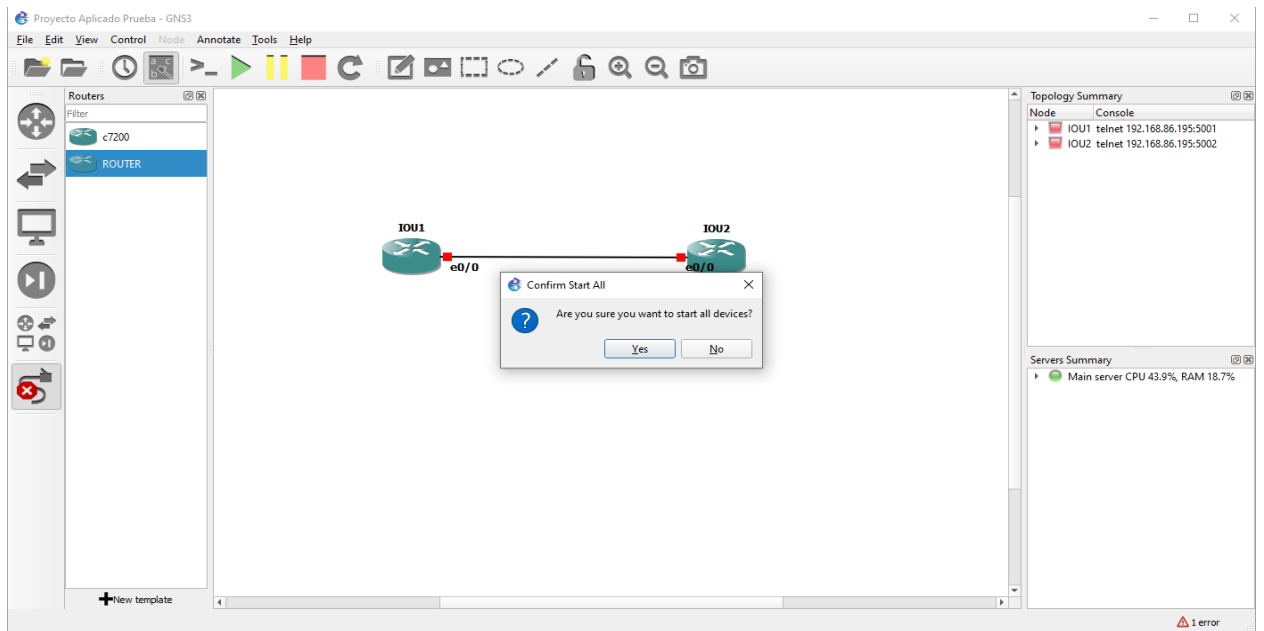 Proyecto Aplicado Prueba - GNS3
File Edit View Control Node Annotate Tools Help
Routers
Filter
c7200
ROUTER
New template
IOU1
IOU2
e0/0
e0/0
Confirm Start All
Are you sure you want to start all devices?
Yes
No
Topology Summary
Node Console
IOU1 telnet 192.168.86.195:5001
IOU2 telnet 192.168.86.195:5002
Servers Summary
Main server CPU 43.9%, RAM 18.7%
1 error